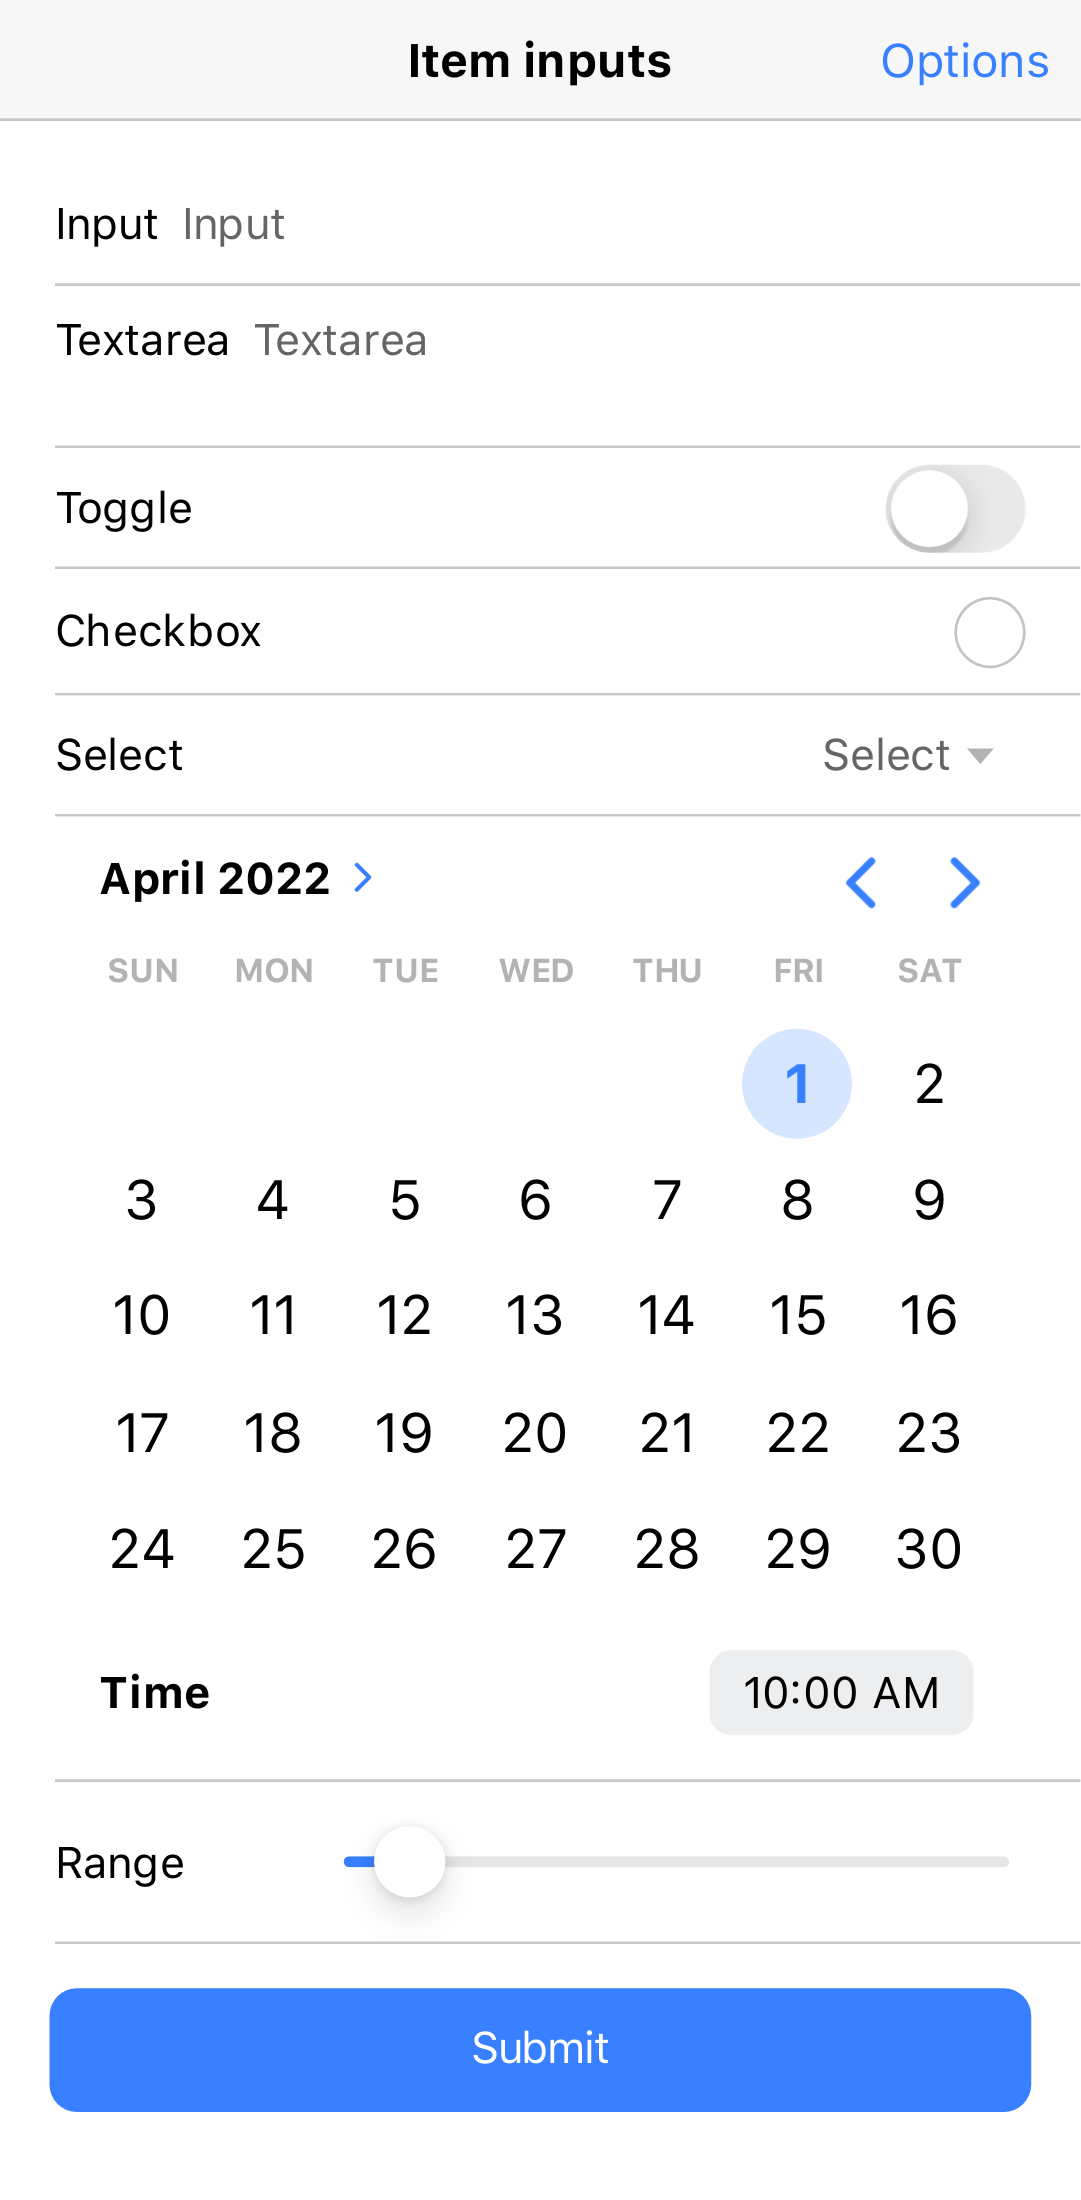 Item inputs Options
Input Input
Textarea Textarea
Toggle
Checkbox
Select Select
April 2022
SUN MON TUE WED THU FRI SAT
1 2
3 4 5 6 7 8 9
10 11 12 13 14 15 16
17 18 19 20 21 22 23
24 25 26 27 28 29 30
Time 10:00 AM
Range
Submit